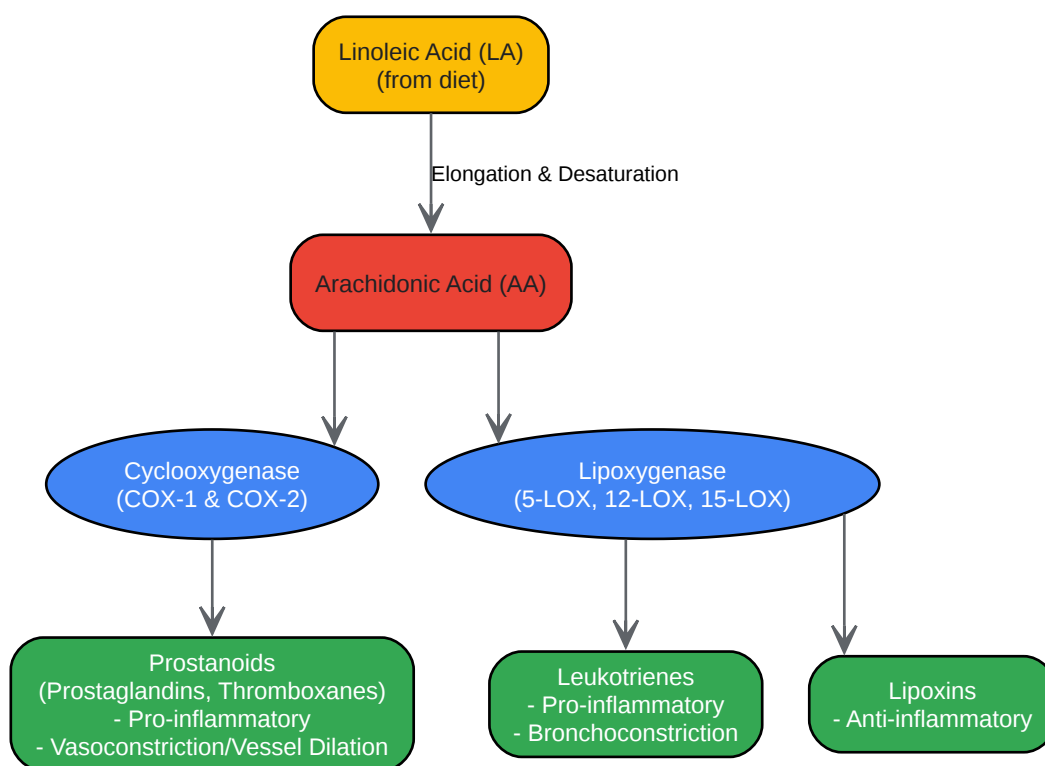 Linoleic Acid (LA)
(from diet)
Elongation & Desaturation
Arachidonic Acid (AA)
Cyclooxygenase
(COX-1 & COX-2)
Lipoxygenase
(5-LOX, 12-LOX, 15-LOX)
Prostanoids
(Prostaglandins, Thromboxanes)
- Pro-inflammatory
- Vasoconstriction/Vessel Dilation
Leukotrienes
- Pro-inflammatory
- Bronchoconstriction
Lipoxins
- Anti-inflammatory